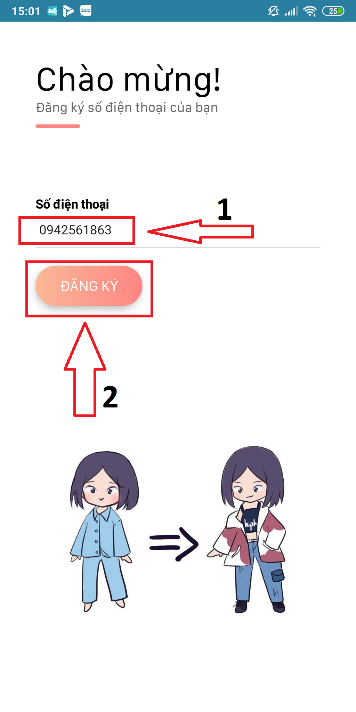 15:01
25
Chào mừng!
Đăng ký số điện thoại của bạn
Số điện thoại
0942561863
1
ĐĂNG KÝ
2